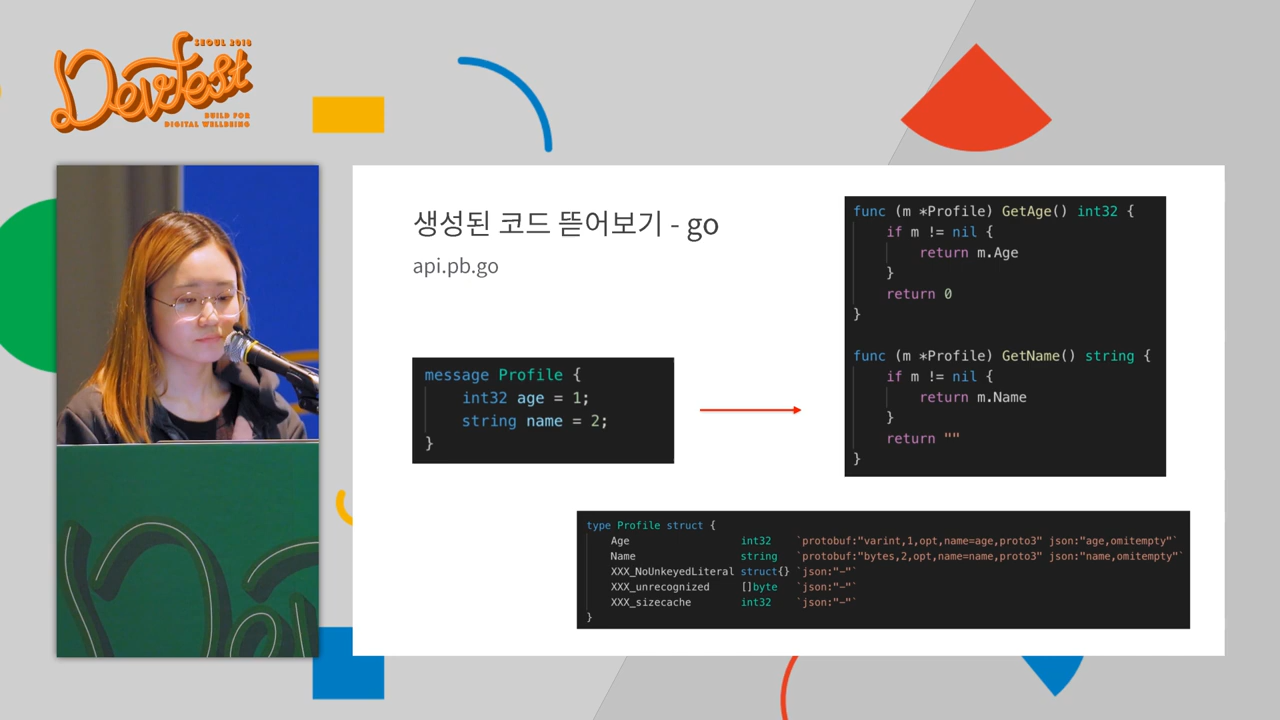 SEOUL 2018
DevFest
BUILD FOR
DIGITAL WELLBEING
생성된 코드 뜯어보기 - go
api.pb.go
message Profile {
    int32 age = 1;
    string name = 2;
}
func (m *Profile) GetAge() int32 {
    if m != nil {
        return m.Age
    }
    return 0
}
func (m *Profile) GetName() string {
    if m != nil {
        return m.Name
    }
    return ""
}
type Profile struct {
    Age                  int32    `protobuf:"varint,1,opt,name=age,proto3" json:"age,omitempty"`
    Name                 string   `protobuf:"bytes,2,opt,name=name,proto3" json:"name,omitempty"`
    XXX_NoUnkeyedLiteral struct{} `json:"-"`
    XXX_unrecognized     []byte   `json:"-"`
    XXX_sizecache        int32    `json:"-"`
}